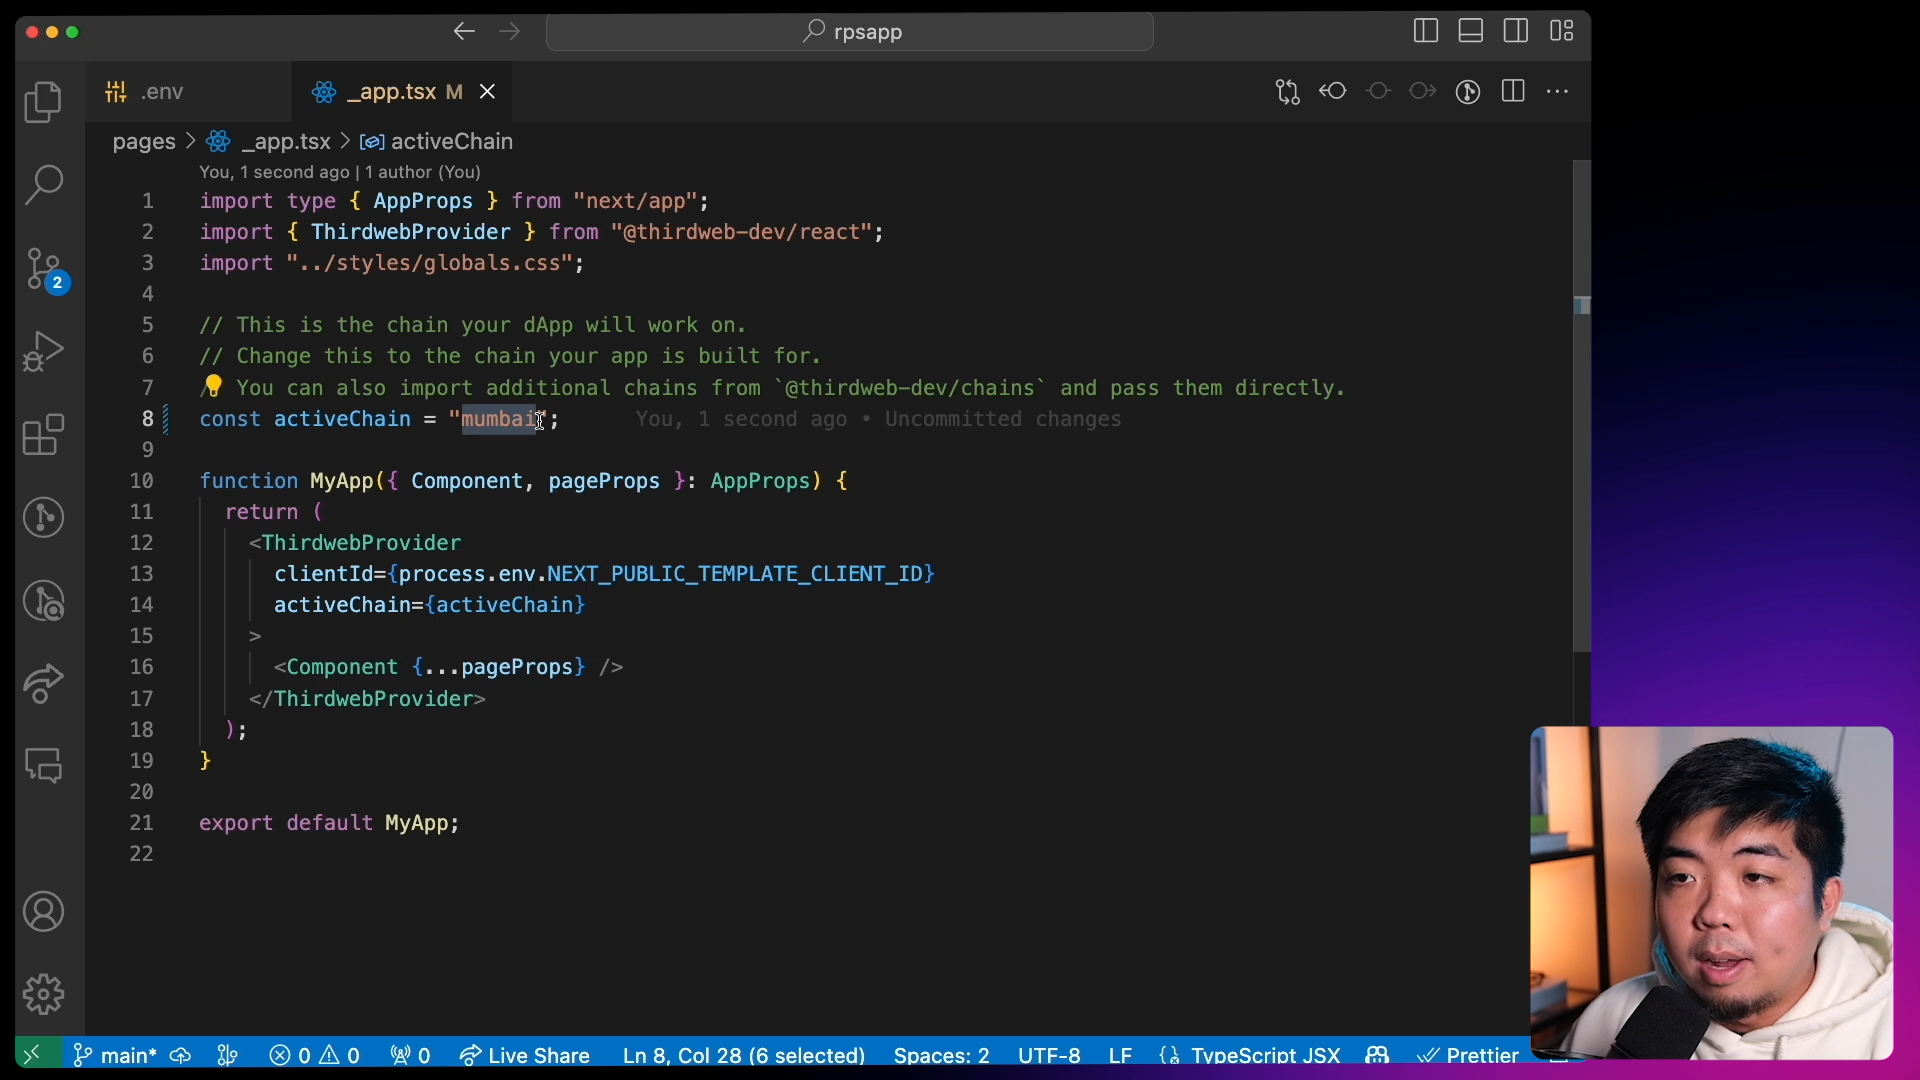 rpsapp
.env
_app.tsx M
pages > _app.tsx > activeChain
You, 1 second ago | 1 author (You)
1 import type { AppProps } from "next/app";
2 import { ThirdwebProvider } from "@thirdweb-dev/react";
3 import "../styles/globals.css";
4
5 // This is the chain your dApp will work on.
6 // Change this to the chain your app is built for.
7 / You can also import additional chains from `@thirdweb-dev/chains` and pass them directly.
8 const activeChain = "mumbai"; You, 1 second ago • Uncommitted changes
9
10 function MyApp({ Component, pageProps }: AppProps) {
11 return (
12 <ThirdwebProvider
13 clientId={process.env.NEXT_PUBLIC_TEMPLATE_CLIENT_ID}
14 activeChain={activeChain}
15 >
16 <Component {...pageProps} />
17 </ThirdwebProvider>
18 );
19 }
20
21 export default MyApp;
22
2
main* 0 0 0 Live Share Ln 8, Col 28 (6 selected) Spaces: 2 UTF-8 LF {} TypeScript JSX Prettier